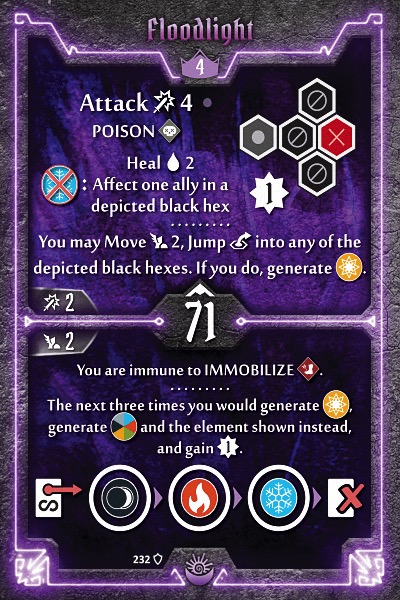 Floodlight
4
Attack 4
POISON
Heal 2
: Affect one ally in a
depicted black hex
1
You may Move 2, Jump into any of the
depicted black hexes. If you do, generate .
2
71
2
You are immune to IMMOBILIZE .
The next three times you would generate ,
generate and the element shown instead,
and gain 1.
232